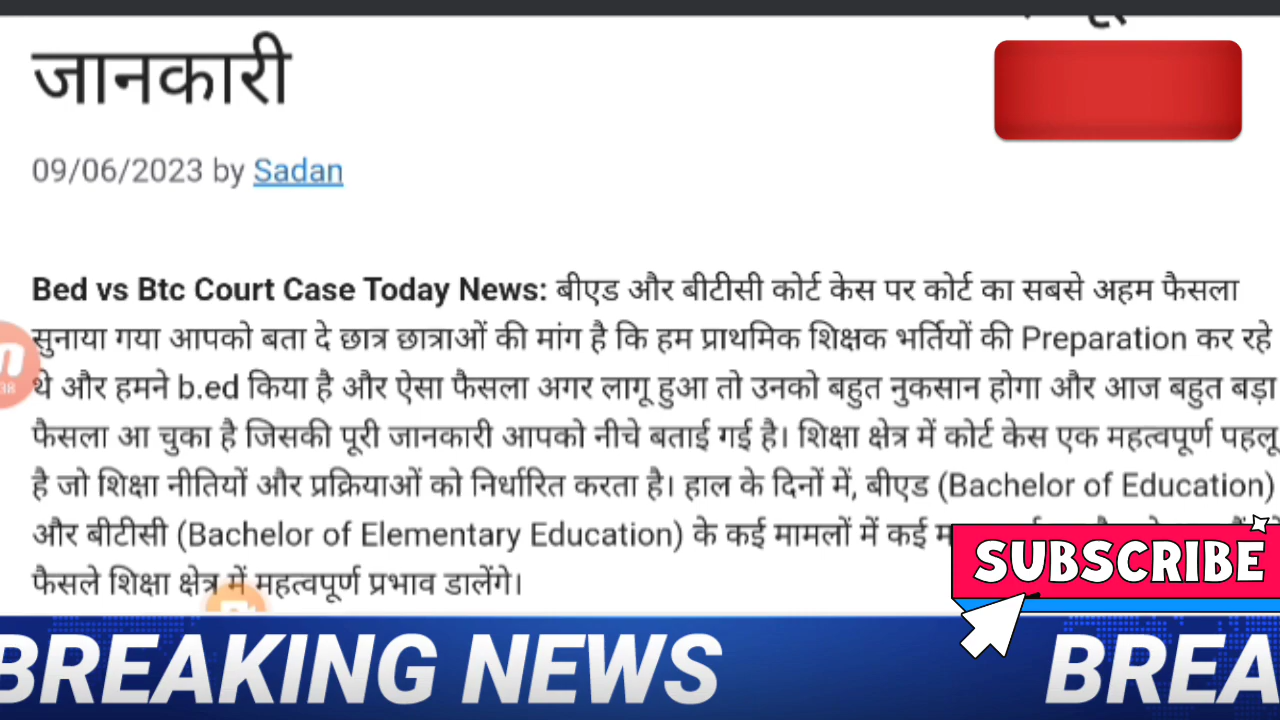 जानकारी
09/06/2023 by Sadan
Bed vs Btc Court Case Today News: बीएड और बीटीसी कोर्ट केस पर कोर्ट का सबसे अहम फैसला
सुनाया गया आपको बता दे छात्र छात्राओं की मांग है कि हम प्राथमिक शिक्षक भर्तियों की Preparation कर रहे
थे और हमने b.ed किया है और ऐसा फैसला अगर लागू हुआ तो उनको बहुत नुकसान होगा और आज बहुत बड़ा
फैसला आ चुका है जिसकी पूरी जानकारी आपको नीचे बताई गई है। शिक्षा क्षेत्र में कोर्ट केस एक महत्वपूर्ण पहलू
है जो शिक्षा नीतियों और प्रक्रियाओं को निर्धारित करता है। हाल के दिनों में, बीएड (Bachelor of Education)
और बीटीसी (Bachelor of Elementary Education) के कई मामलों में कई
फैसले शिक्षा क्षेत्र में महत्वपूर्ण प्रभाव डालेंगे।
SUBSCRIBE
BREAKING NEWS BREA